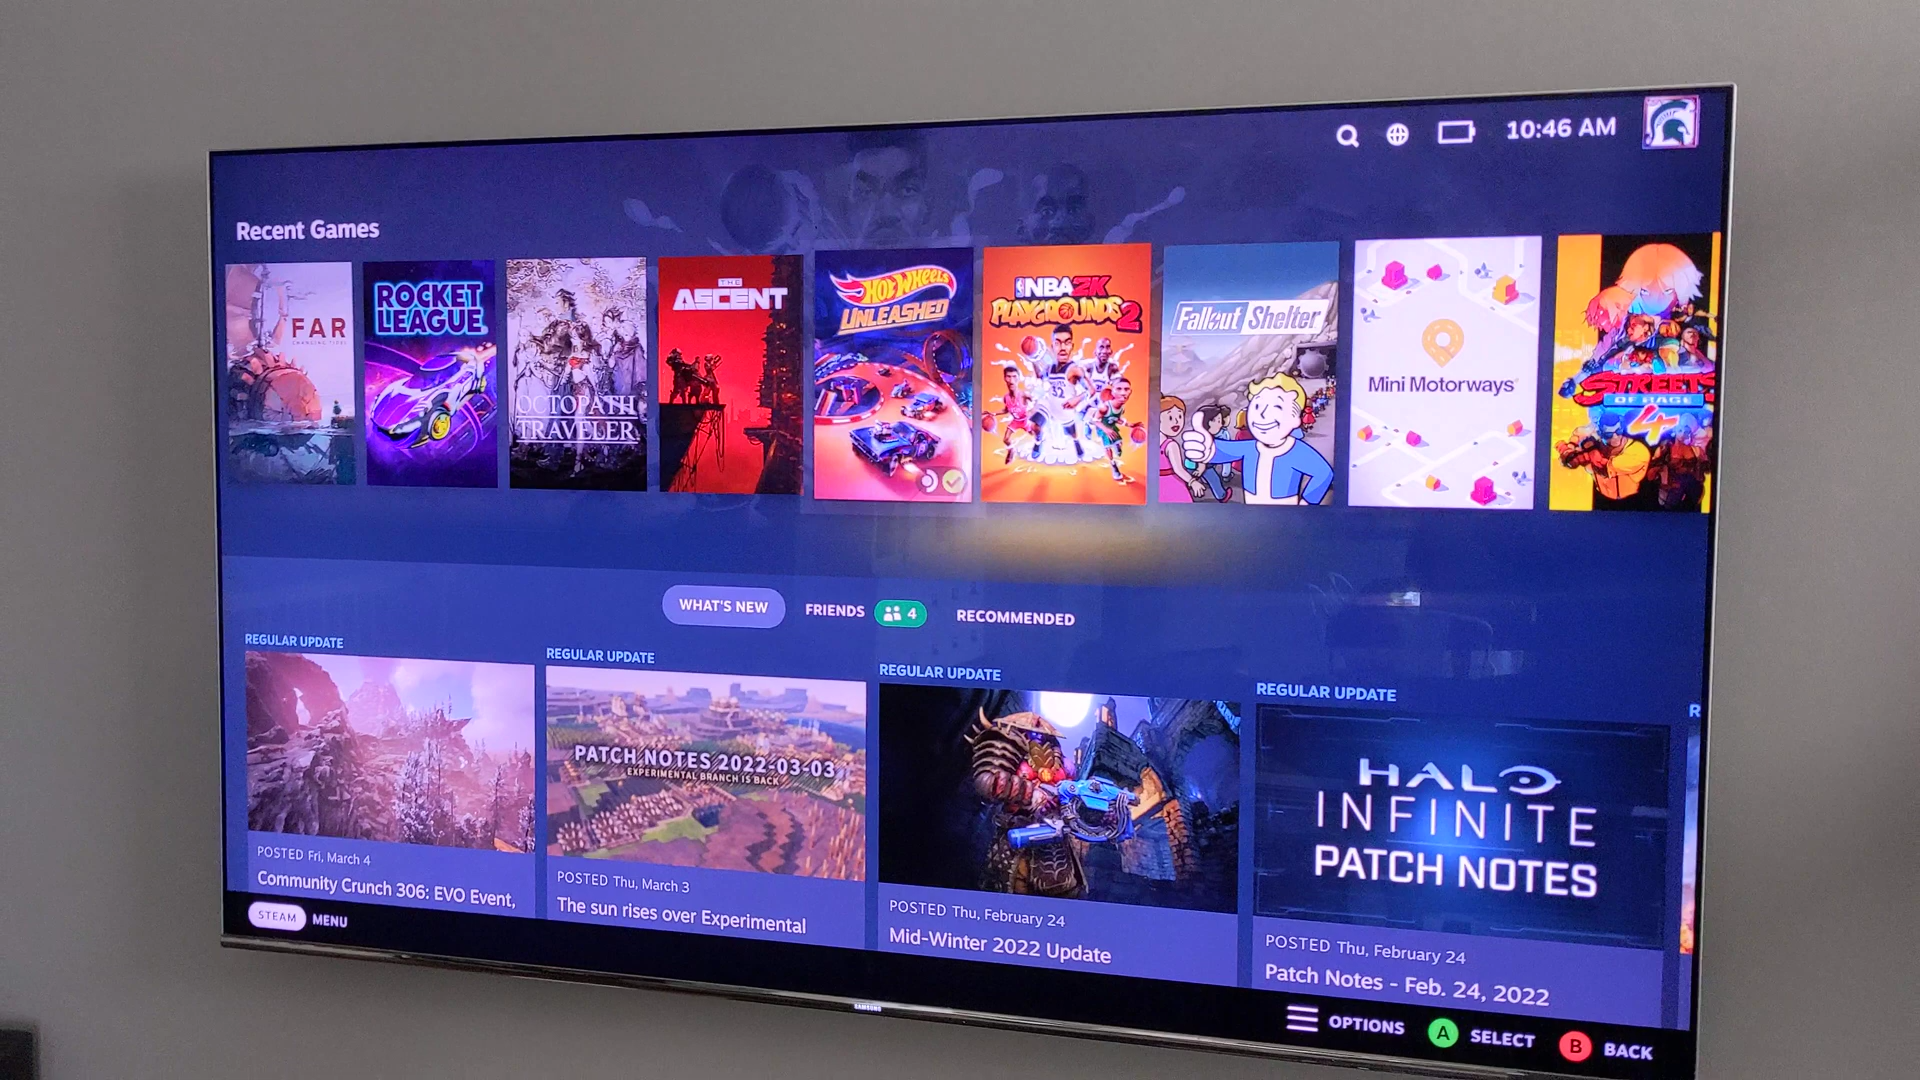 10:46 AM
Recent Games
FAR
CHANGING TIDES
ROCKET
LEAGUE
OCTOPATH
TRAVELER
THE
ASCENT
HOT WHEELS
UNLEASHED
NBA 2K
PLAYGROUNDS 2
Fallout Shelter
Mini Motorways
STREETS
OF RAGE
4
WHAT'S NEW
FRIENDS
4
RECOMMENDED
REGULAR UPDATE
REGULAR UPDATE
REGULAR UPDATE
REGULAR UPDATE
R
PATCH NOTES 2022-03-03
EXPERIMENTAL BRANCH IS BACK
HALO
INFINITE
PATCH NOTES
POSTED Fri, March 4
Community Crunch 306: EVO Event,
POSTED Thu, March 3
The sun rises over Experimental
POSTED Thu, February 24
Mid-Winter 2022 Update
POSTED Thu, February 24
Patch Notes - Feb. 24, 2022
STEAM MENU
OPTIONS
A SELECT
B BACK
SAMSUNG